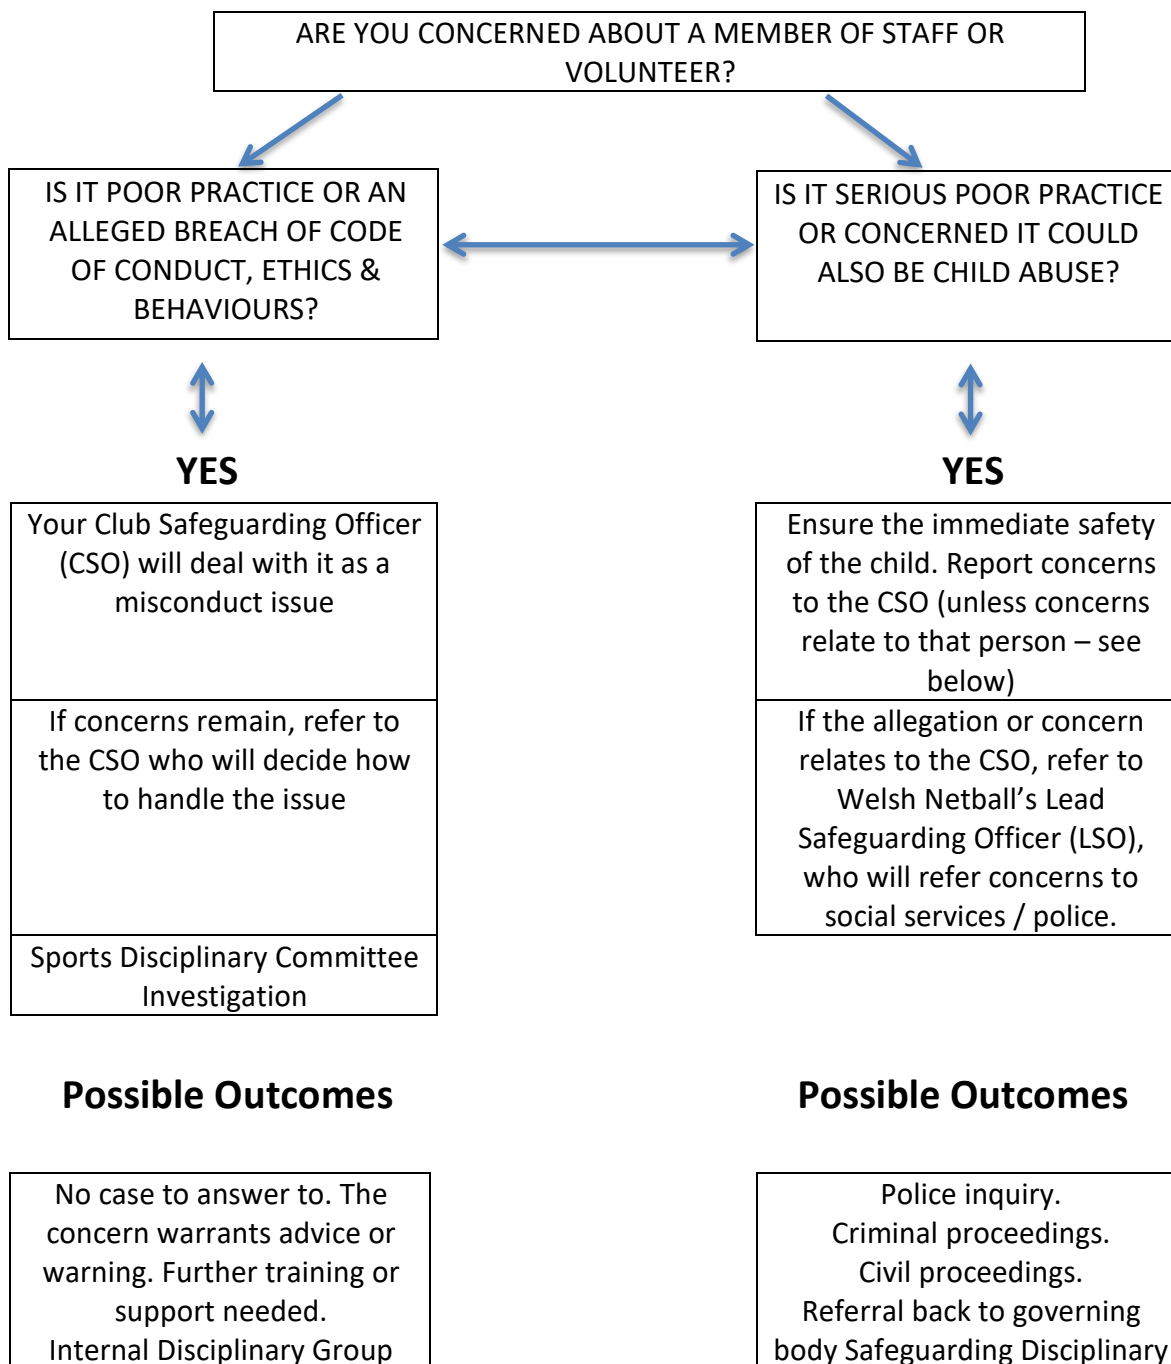 ARE YOU CONCERNED ABOUT A MEMBER OF STAFF OR
VOLUNTEER?
IS IT POOR PRACTICE OR AN
ALLEGED BREACH OF CODE
OF CONDUCT, ETHICS &
BEHAVIOURS?
IS IT SERIOUS POOR PRACTICE
OR CONCERNED IT COULD
ALSO BE CHILD ABUSE?
YES
YES
Your Club Safeguarding Officer
(CSO) will deal with it as a
misconduct issue
If concerns remain, refer to
the CSO who will decide how
to handle the issue
Sports Disciplinary Committee
Investigation
Ensure the immediate safety
of the child. Report concerns
to the CSO (unless concerns
relate to that person – see
below)
If the allegation or concern
relates to the CSO, refer to
Welsh Netball’s Lead
Safeguarding Officer (LSO),
who will refer concerns to
social services / police.
Possible Outcomes
Possible Outcomes
No case to answer to. The
concern warrants advice or
warning. Further training or
support needed.
Internal Disciplinary Group
Police inquiry.
Criminal proceedings.
Civil proceedings.
Referral back to governing
body Safeguarding Disciplinary